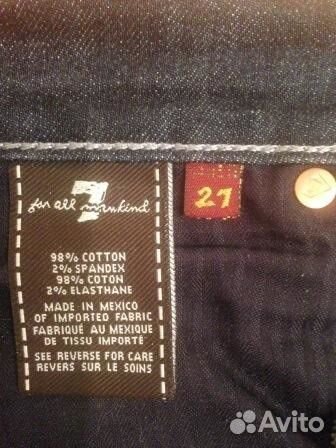 7
for all mankind
27
98% COTTON
2% SPANDEX
98% COTON
2% ELASTHANE
MADE IN MEXICO
OF IMPORTED FABRIC
FABRIQUÉ AU MEXIQUE
DE TISSU IMPORTÉ
SEE REVERSE FOR CARE
REVERS SUR LE SOINS
Avito